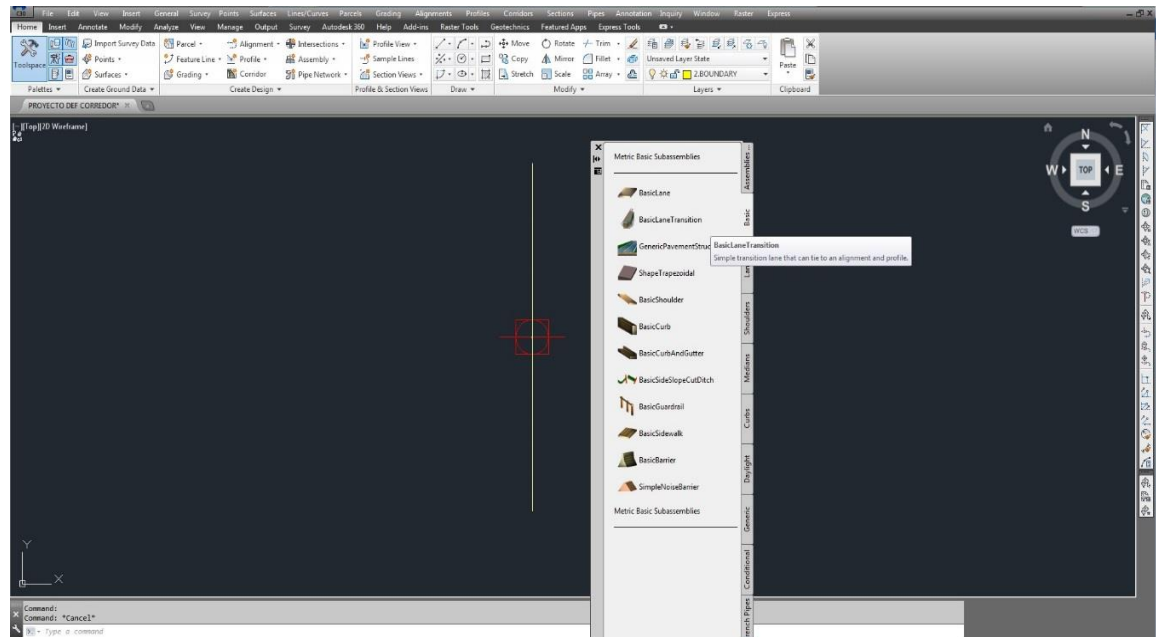 File Edit View Insert General Survey Points Surfaces Lines/Curves Parcels Grading Alignments Profiles Corridors Sections Pipes Annotation Inquiry Window Raster Express
Home Insert Annotate Modify Analyze View Manage Output Survey Autodesk 360 Help Add-ins Raster Tools Geotechnics Featured Apps Express Tools
Import Survey Data Parcel Alignment Intersections Profile View Move Rotate Trim Unsaved Layer State
Toolspace Points Feature Line Profile Assembly Sample Lines Copy Mirror Fillet Paste
Surfaces Grading Corridor Pipe Network Section Views Stretch Scale Array 2.BOUNDARY
Palettes Create Ground Data Create Design Profile & Section Views Draw Modify Layers Clipboard
PROYECTO DEF CORREDOR*
[-][Top][2D Wireframe]
N
W TOP E
S
WCS
Metric Basic Subassemblies
BasicLane
BasicLaneTransition
GenericPavementStruc
BasicLaneTransition
Simple transition lane that can tie to an alignment and profile.
ShapeTrapezoidal
BasicShoulder
BasicCurb
BasicCurbAndGutter
BasicSideSlopeCutDitch
BasicGuardrail
BasicSidewalk
BasicBarrier
SimpleNoiseBarrier
Metric Basic Subassemblies
Assemblies ...
Basic
Lan
Shoulders
Medians
Curbs
Daylight
Generic
Conditional
rench Pipes
Y
X
Command:
Command: *Cancel*
Type a command